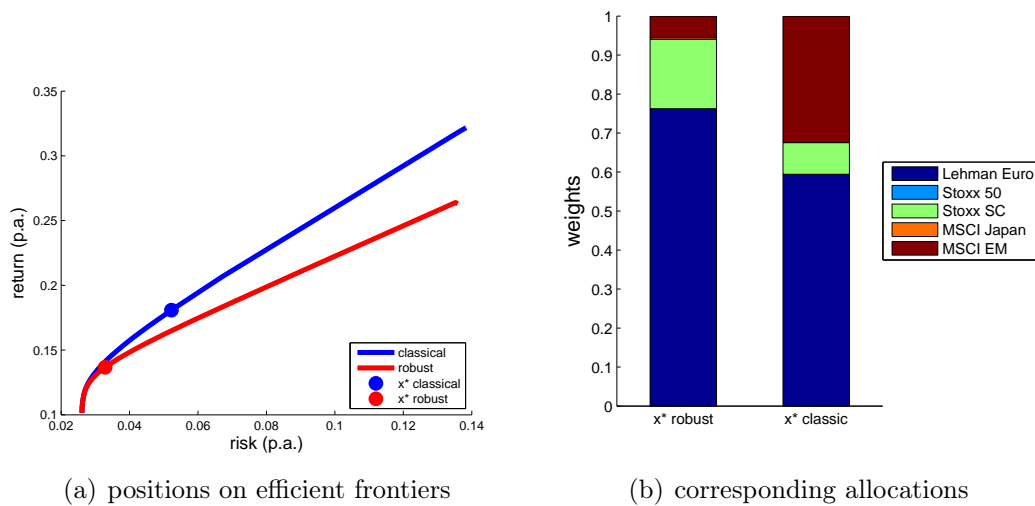 0.35
0.3
0.25
0.2
0.15
0.1
return (p.a.)
0.02
0.04
0.06
0.08
0.1
0.12
0.14
risk (p.a.)
classical
robust
x* classical
x* robust
(a) positions on efficient frontiers
1
0.9
0.8
0.7
0.6
0.5
0.4
0.3
0.2
0.1
0
weights
x* robust
x* classic
Lehman Euro
Stoxx 50
Stoxx SC
MSCI Japan
MSCI EM
(b) corresponding allocations